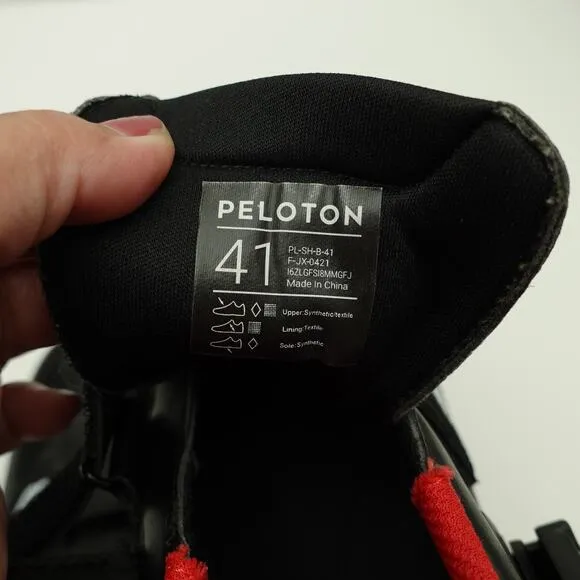 PELOTON
41
PL-SH-B-41
F-JX-0421
I6ZLGFSI8MMGFJ
Made In China
Upper:Synthetic/textile
Lining:Textile
Sole:Synthetic